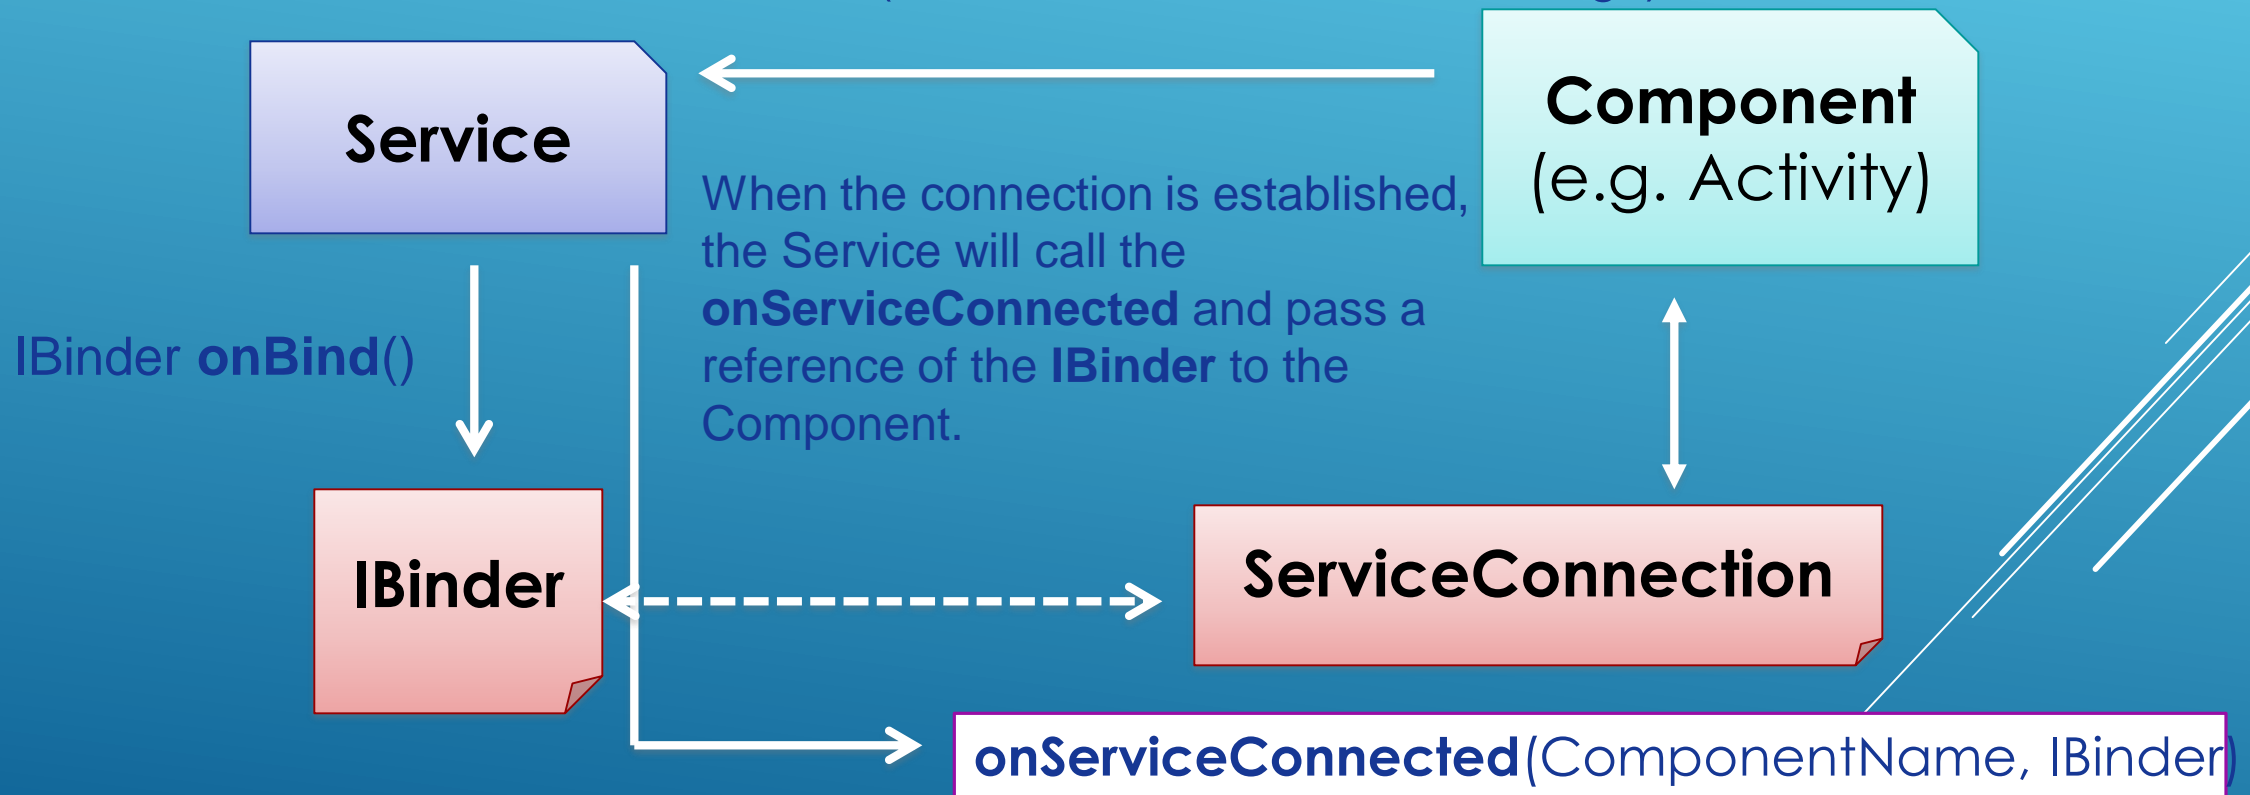 Service
Component
(e.g. Activity)
When the connection is established,
the Service will call the
onServiceConnected and pass a
reference of the IBinder to the
Component.
IBinder onBind()
IBinder
ServiceConnection
onServiceConnected(ComponentName, IBinder)